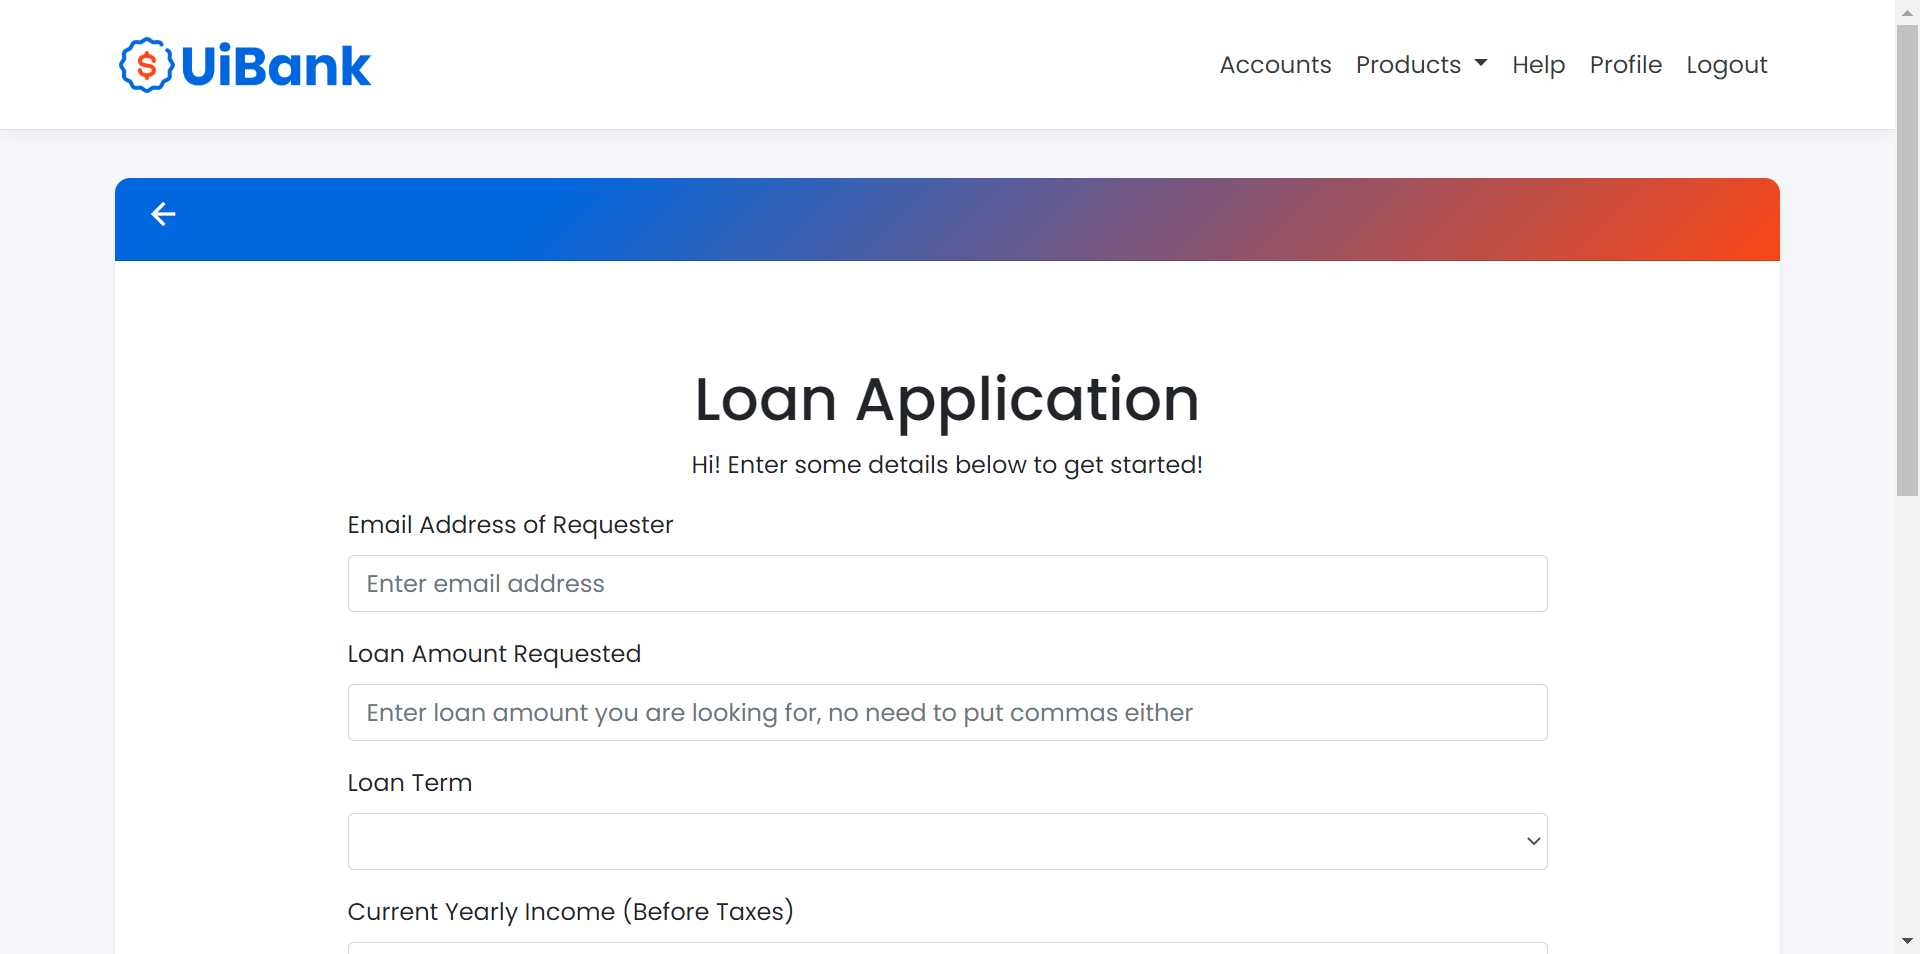 $ UiBank
Accounts Products Help Profile Logout
Loan Application
Hi! Enter some details below to get started!
Email Address of Requester
Enter email address
Loan Amount Requested
Enter loan amount you are looking for, no need to put commas either
Loan Term
Current Yearly Income (Before Taxes)